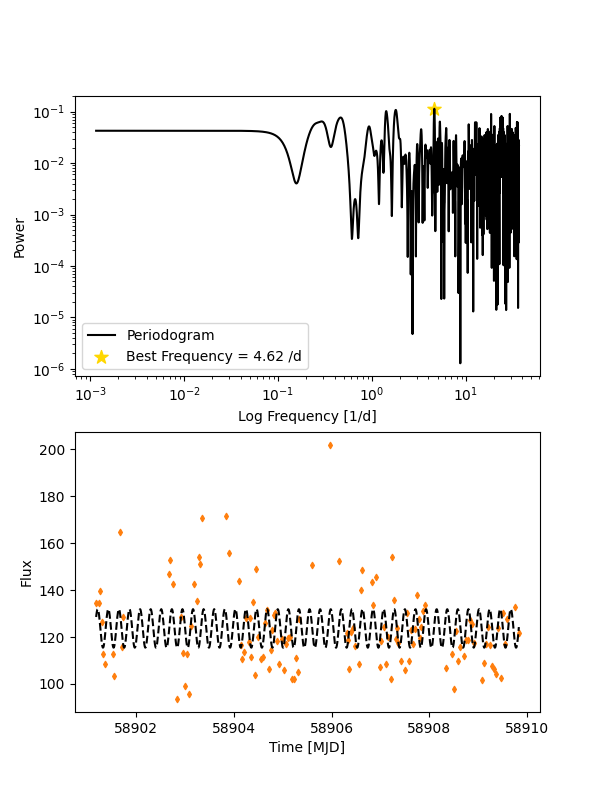 10⁻¹
10⁻²
10⁻³
10⁻⁴
10⁻⁵
10⁻⁶
Power
Periodogram
Best Frequency = 4.62 /d
10⁻³ 10⁻² 10⁻¹ 10⁰ 10¹
Log Frequency [1/d]
200
180
160
140
120
100
Flux
58902 58904 58906 58908 58910
Time [MJD]